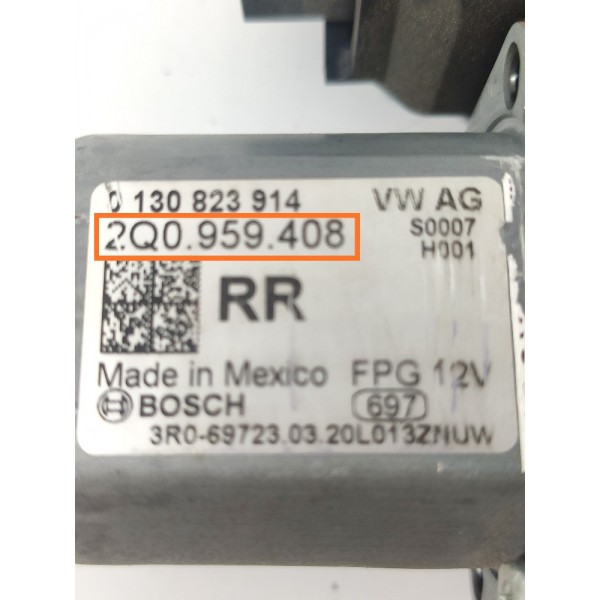 0 130 823 914 VW AG
2Q0.959.408 S0007
H001
RR
Made in Mexico FPG 12V
BOSCH 697
3R0-69723.03.20L013ZNUW